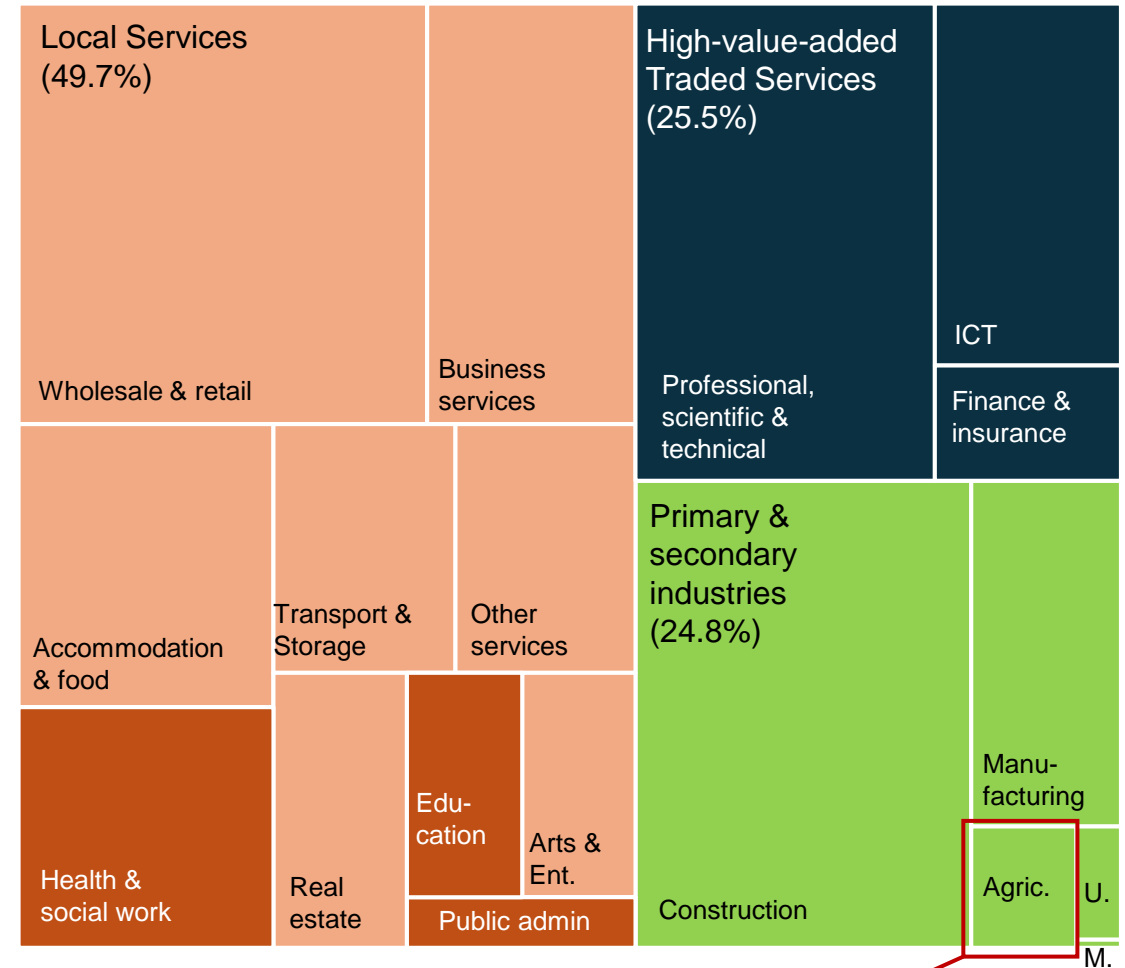 Local Services
(49.7%)
Wholesale & retail
Business
services
Accommodation
& food
Transport &
Storage
Other
services
Health &
social work
Real
estate
Edu-
cation
Arts &
Ent.
Public admin
High-value-added
Traded Services
(25.5%)
Professional,
scientific &
technical
ICT
Finance &
insurance
Primary &
secondary
industries
(24.8%)
Construction
Manu-
facturing
Agric.
U.
M.